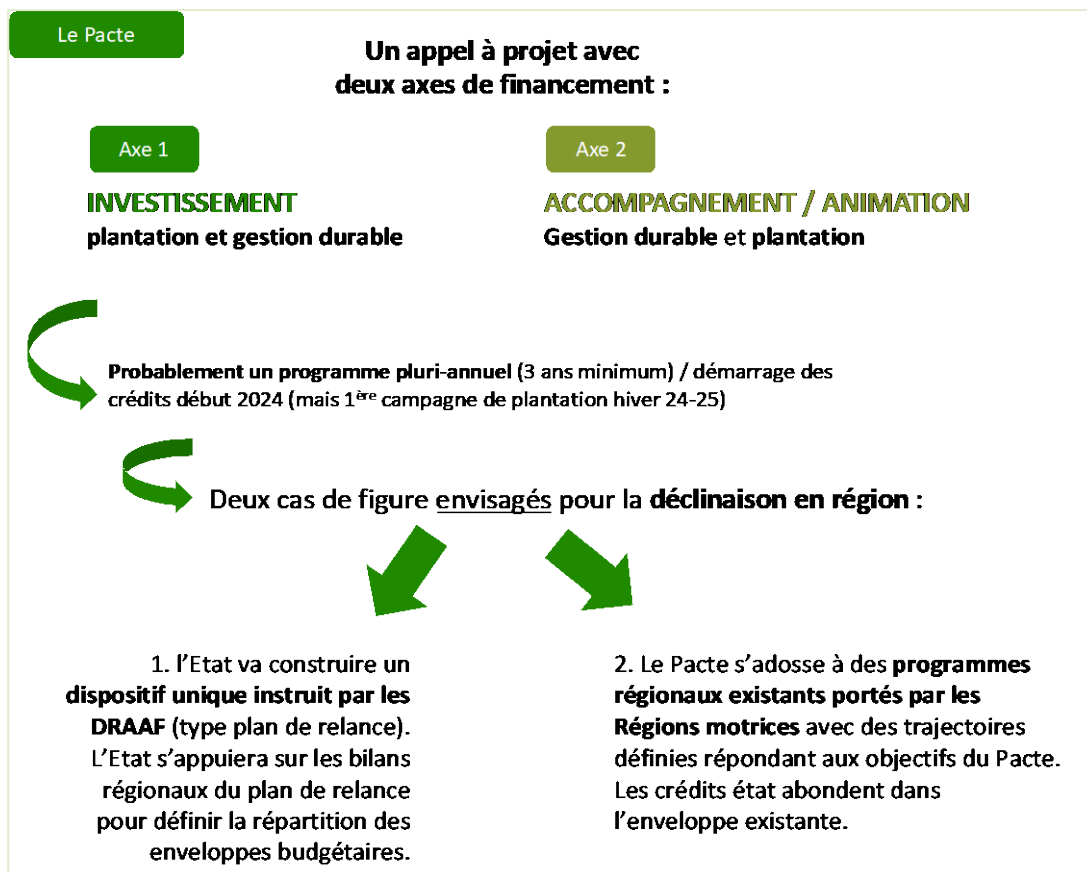 Le Pacte
Un appel à projet avec
deux axes de financement :
Axe 1
INVESTISSEMENT
plantation et gestion durable
Axe 2
ACCOMPAGNEMENT / ANIMATION
Gestion durable et plantation
Probablement un programme pluri-annuel (3 ans minimum) / démarrage des
crédits début 2024 (mais 1ère campagne de plantation hiver 24-25)
Deux cas de figure envisagés pour la déclinaison en région :
1. l’Etat va construire un
dispositif unique instruit par les
DRAAF (type plan de relance).
L’Etat s’appuiera sur les bilans
régionaux du plan de relance
pour définir la répartition des
enveloppes budgétaires.
2. Le Pacte s’adosse à des programmes
régionaux existants portés par les
Régions motrices avec des trajectoires
définies répondant aux objectifs du Pacte.
Les crédits état abondent dans
l’enveloppe existante.